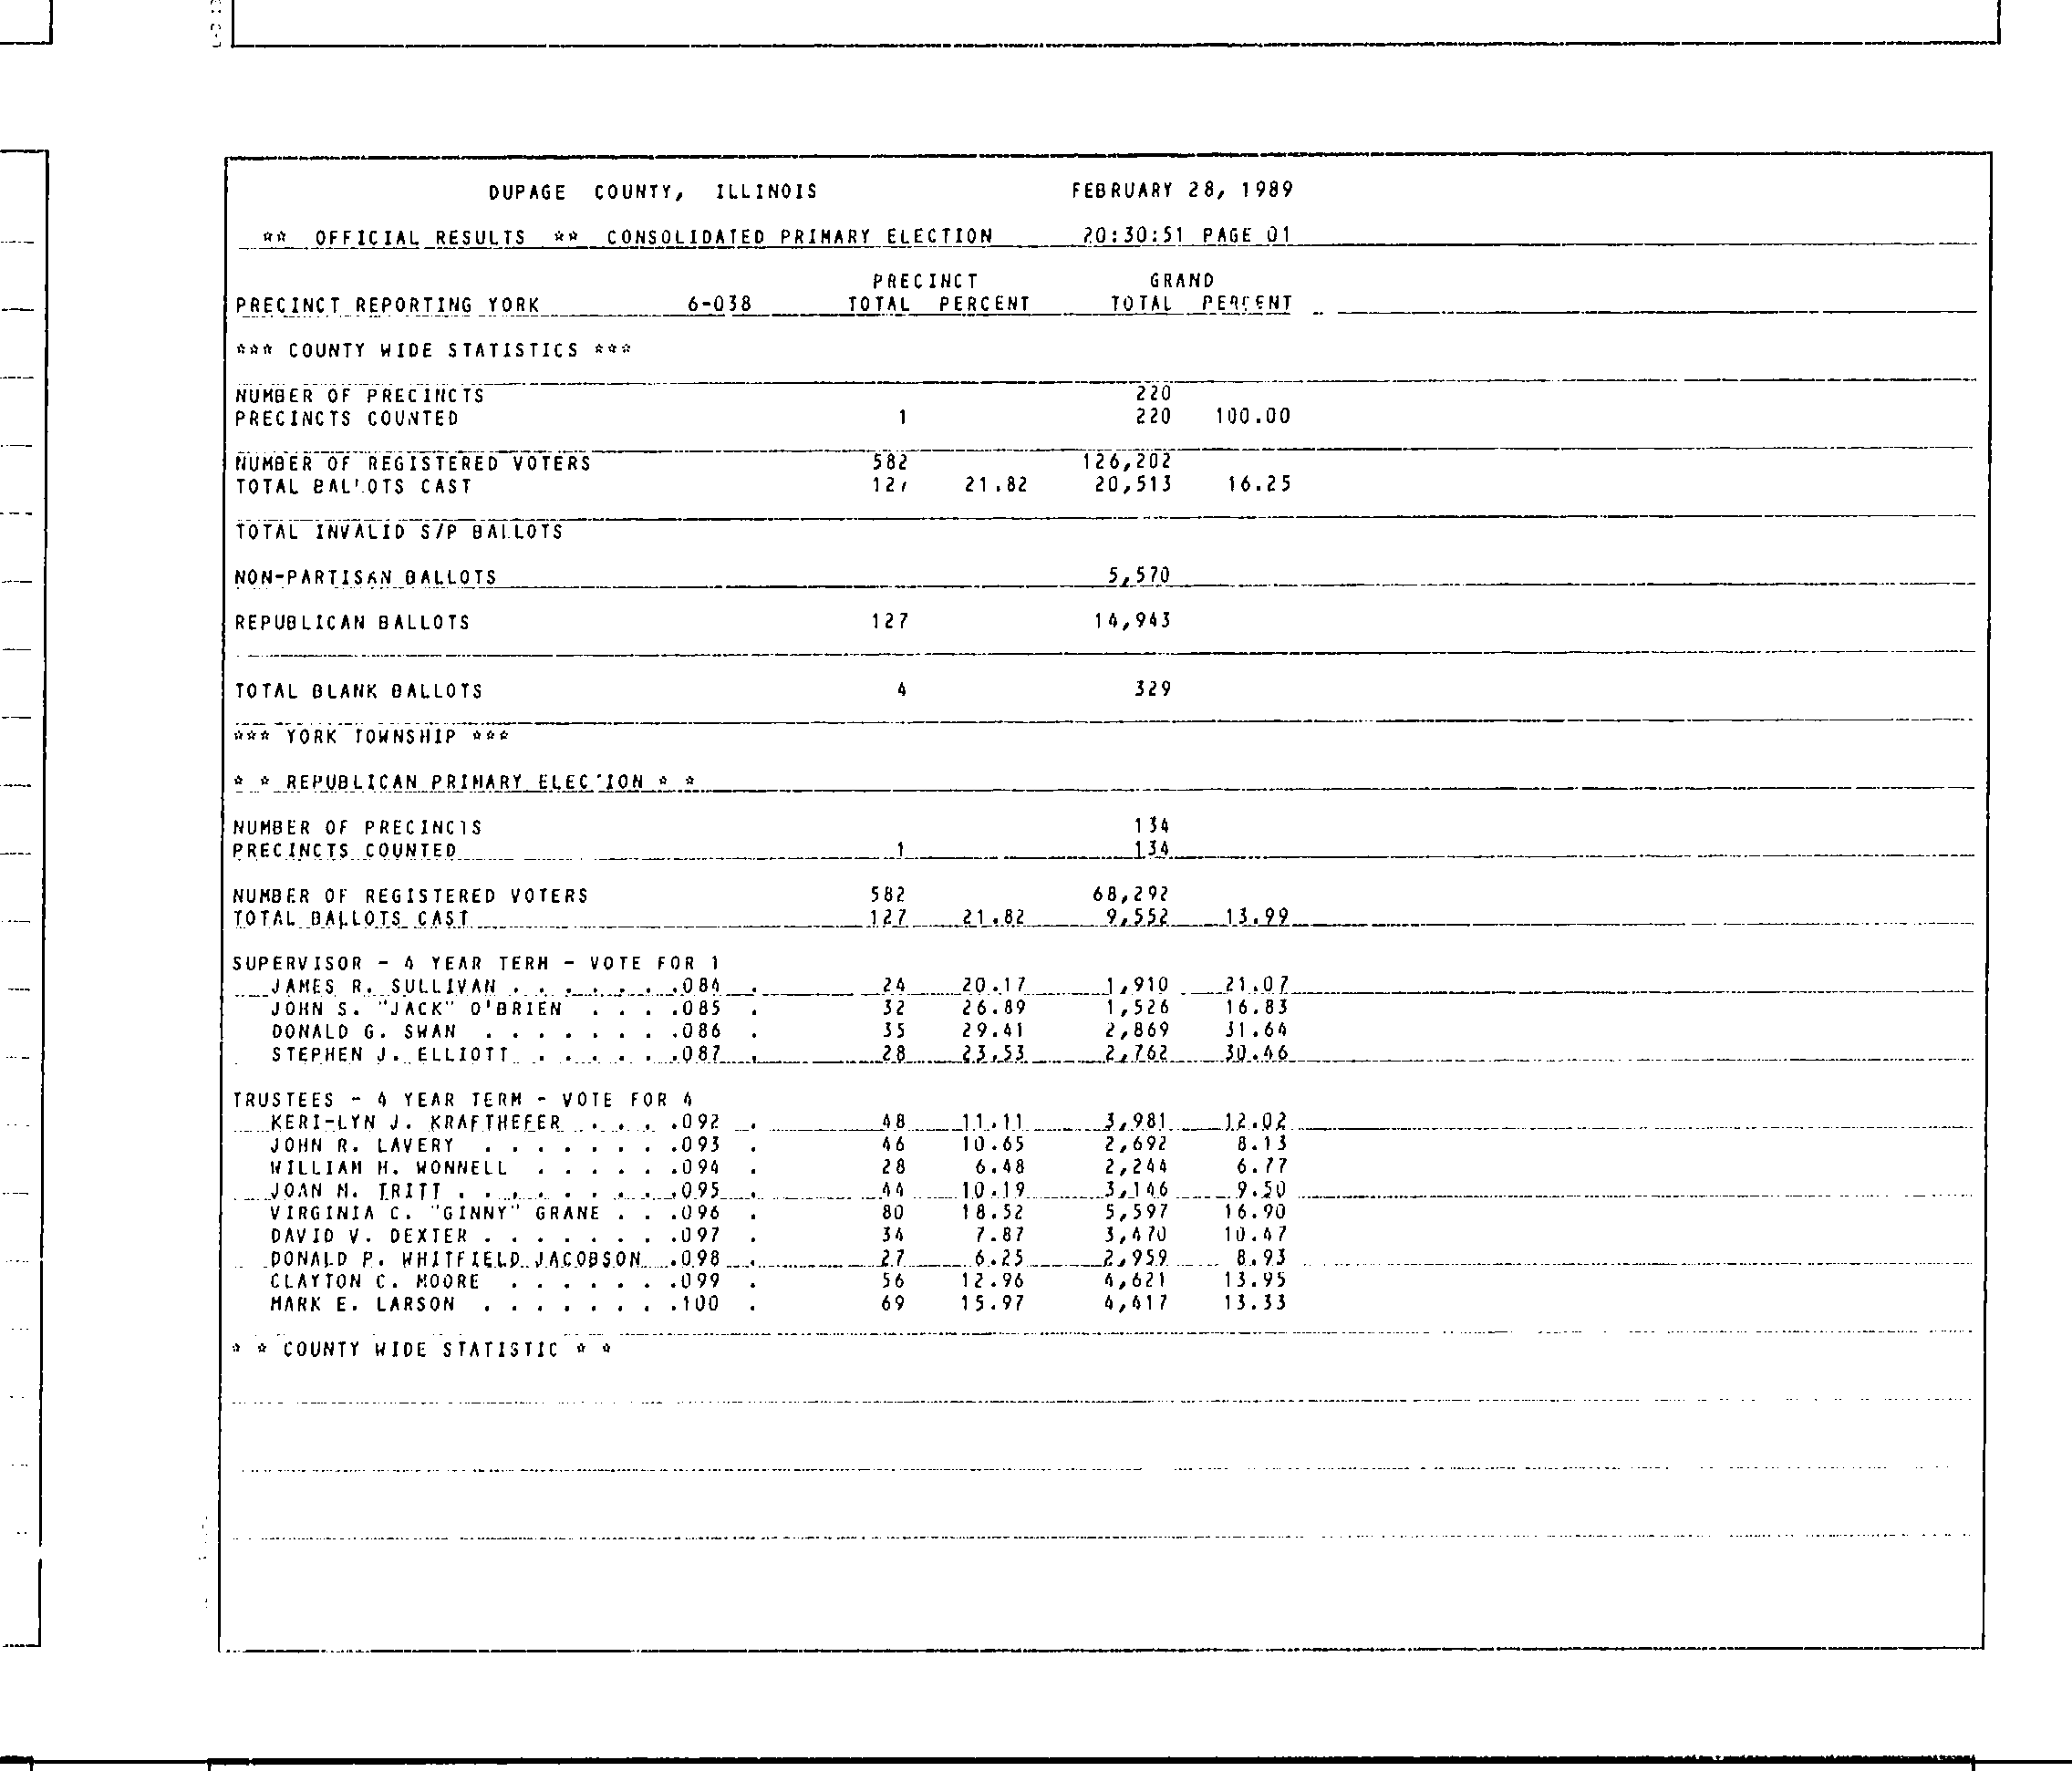 DUPAGE COUNTY, ILLINOIS FEBRUARY 28, 1989
** OFFICIAL RESULTS ** CONSOLIDATED PRIMARY ELECTION 20:30:51 PAGE 01
PRECINCT GRAND
PRECINCT REPORTING YORK 6-038 TOTAL PERCENT TOTAL PERCENT
*** COUNTY WIDE STATISTICS ***
NUMBER OF PRECINCTS 220
PRECINCTS COUNTED 1 220 100.00
NUMBER OF REGISTERED VOTERS 582 126,202
TOTAL BALLOTS CAST 127 21.82 20,513 16.25
TOTAL INVALID S/P BALLOTS
NON-PARTISAN BALLOTS 5,570
REPUBLICAN BALLOTS 127 14,943
TOTAL BLANK BALLOTS 4 329
*** YORK TOWNSHIP ***
* * REPUBLICAN PRIMARY ELECTION * *
NUMBER OF PRECINCTS 134
PRECINCTS COUNTED 1 134
NUMBER OF REGISTERED VOTERS 582 68,292
TOTAL BALLOTS CAST 127 21.82 9,552 13.99
SUPERVISOR - 4 YEAR TERM - VOTE FOR 1
JAMES R. SULLIVAN . . . . . . .084 . 24 20.17 1,910 21.07
JOHN S. "JACK" O'BRIEN . . . .085 . 32 26.89 1,526 16.83
DONALD G. SWAN . . . . . . . .086 . 35 29.41 2,869 31.64
STEPHEN J. ELLIOTT . . . . . .087 . 28 23.53 2,762 30.46
TRUSTEES - 4 YEAR TERM - VOTE FOR 4
KERI-LYN J. KRAFTHEFER . . . .092 . 48 11.11 3,981 12.02
JOHN R. LAVERY . . . . . . . .093 . 46 10.65 2,692 8.13
WILLIAM H. WONNELL . . . . . .094 . 28 6.48 2,244 6.77
JOAN M. TRITT . . . . . . . . .095 . 44 10.19 3,146 9.50
VIRGINIA C. "GINNY" GRANE . . .096 . 80 18.52 5,597 16.90
DAVID V. DEXTER . . . . . . . .097 . 34 7.87 3,470 10.47
DONALD P. WHITFIELD JACOBSON .098 . 27 6.25 2,959 8.93
CLAYTON C. MOORE . . . . . . .099 . 56 12.96 4,621 13.95
MARK E. LARSON . . . . . . . .100 . 69 15.97 4,417 13.33
* * COUNTY WIDE STATISTIC * *